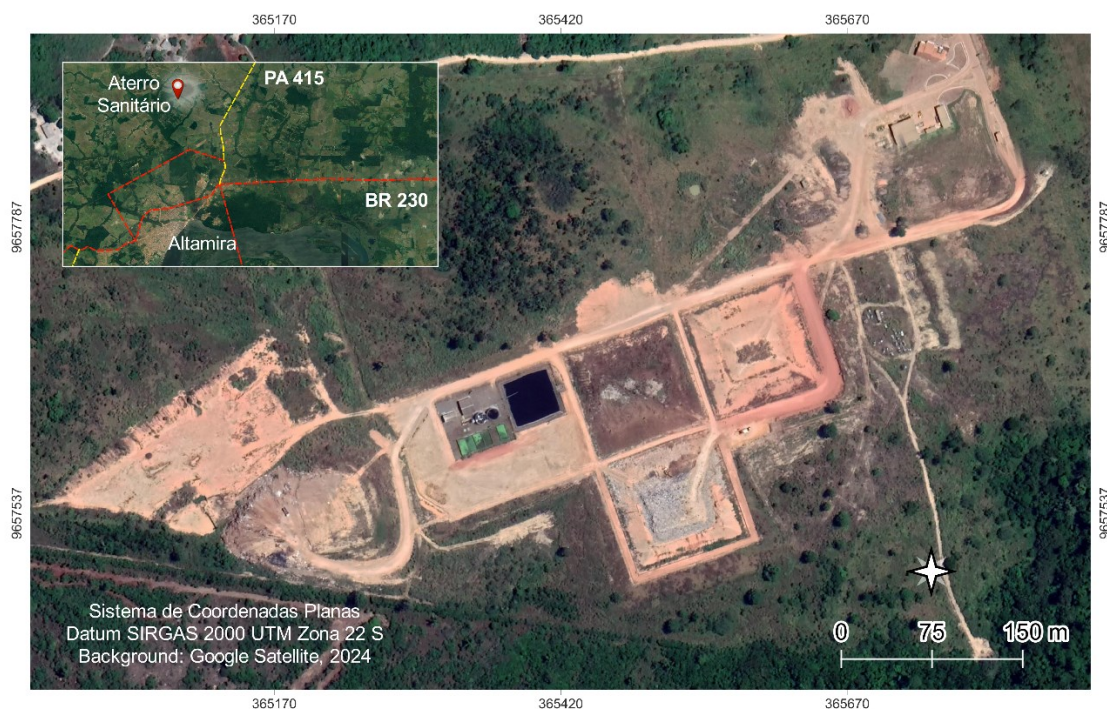 365170
365420
365670
PA 415
Aterro
Sanitário
BR 230
Altamira
9657787
9657787
9657537
9657537
Sistema de Coordenadas Planas
Datum SIRGAS 2000 UTM Zona 22 S
Background: Google Satellite, 2024
0 75 150 m
365170
365420
365670